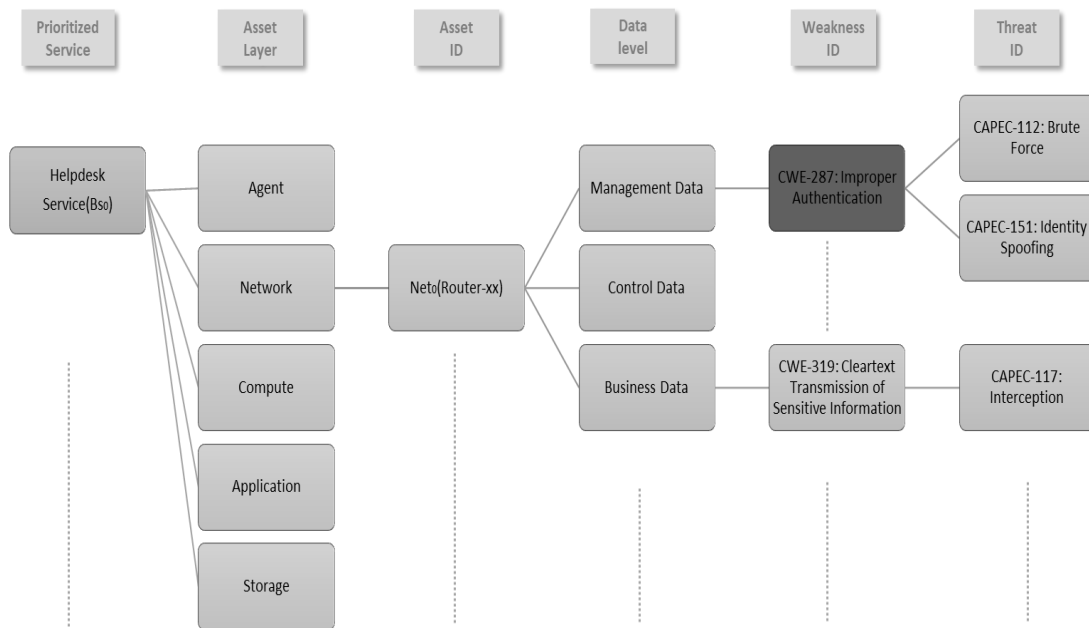 Prioritized
Service
Asset
Layer
Asset
ID
Data
level
Weakness
ID
Threat
ID
Helpdesk
Service(Bs₀)
Agent
Network
Compute
Application
Storage
Net₀(Router-xx)
Management Data
Control Data
Business Data
CWE-287: Improper
Authentication
CWE-319: Cleartext
Transmission of
Sensitive Information
CAPEC-112: Brute
Force
CAPEC-151: Identity
Spoofing
CAPEC-117:
Interception